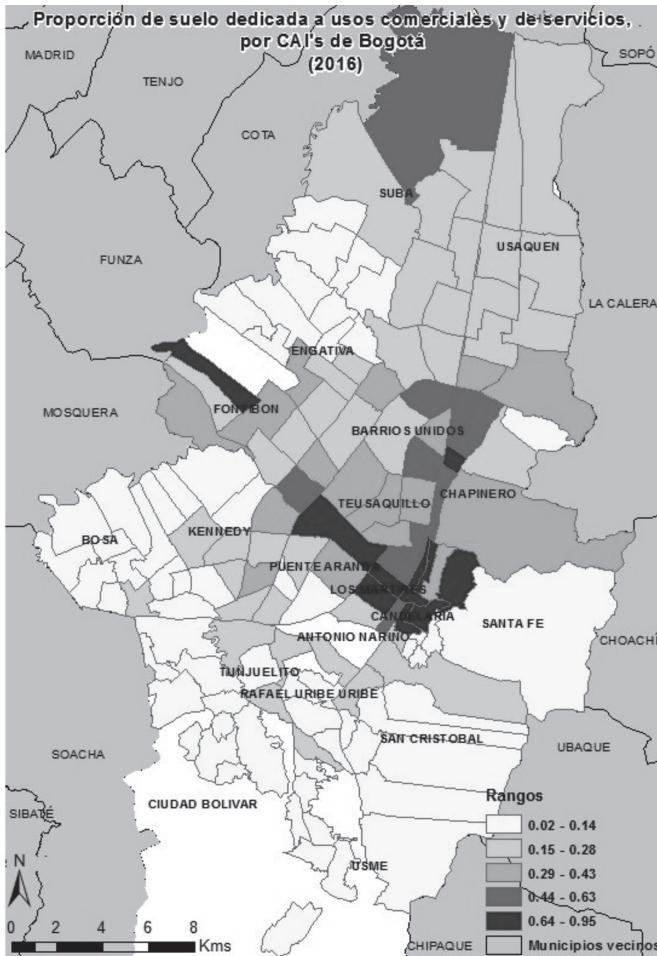 Proporción de suelo dedicada a usos comerciales y de servicios,
por CAI's de Bogotá
(2016)
MADRID
TENJO
COTA
SOPÓ
SUBA
USAQUEN
FUNZA
LA CALERA
ENGATIVA
MOSQUERA
FONTIBON
BARRIOS UNIDOS
TEUSAQUILLO
CHAPINERO
BOSA
KENNEDY
PUENTE ARANDA
LOS MARTIRES
CANDELARIA
SANTA FE
ANTONIO NARIÑO
CHOACHÍ
TUNJUELITO
RAFAEL URIBE URIBE
SAN CRISTOBAL
UBAQUE
SOACHA
CIUDAD BOLIVAR
SIBATÉ
USME
CHIPAQUE
Rangos
0.02 - 0.14
0.15 - 0.28
0.29 - 0.43
0.44 - 0.63
0.64 - 0.95
Municipios vecinos
N
0 2 4 6 8
Kms